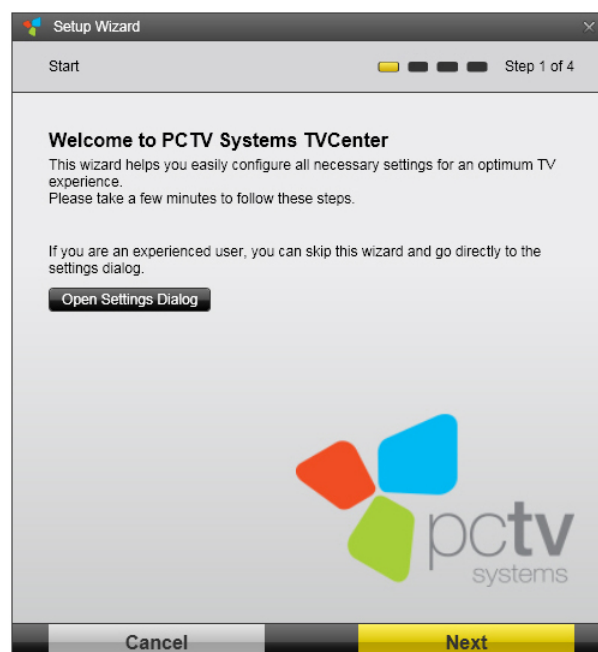 Setup Wizard
Start
Step 1 of 4
Welcome to PCTV Systems TVCenter
This wizard helps you easily configure all necessary settings for an optimum TV
experience.
Please take a few minutes to follow these steps.
If you are an experienced user, you can skip this wizard and go directly to the
settings dialog.
Open Settings Dialog
pctv
systems
Cancel
Next